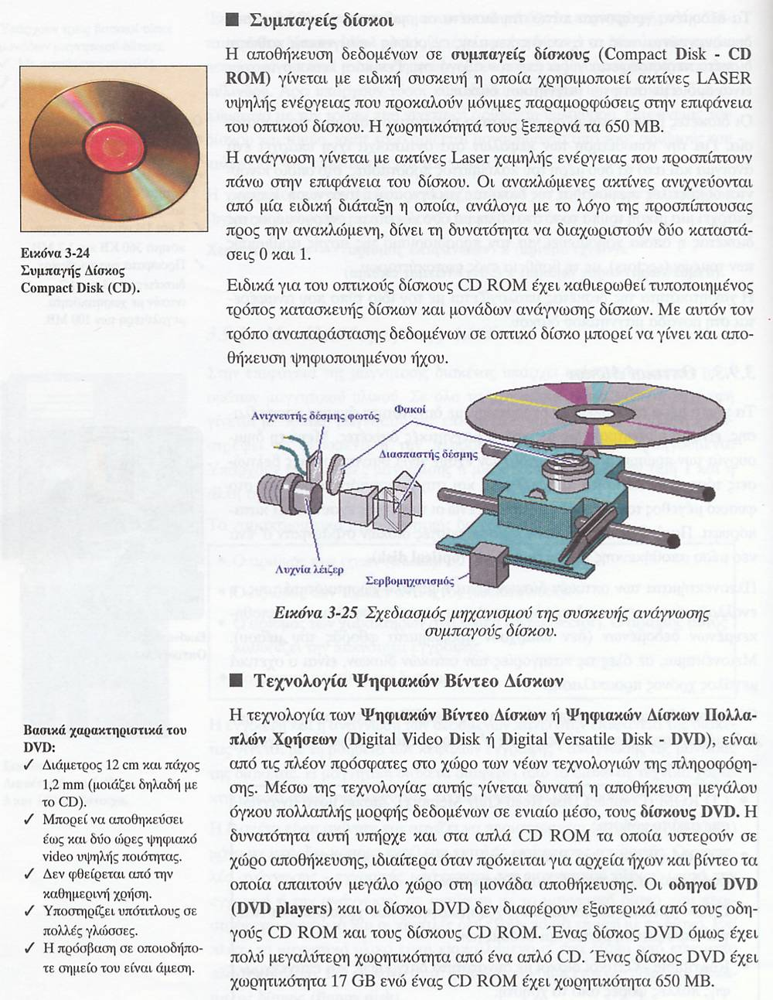 ■ Συμπαγείς δίσκοι
Η αποθήκευση δεδομένων σε συμπαγείς δίσκους (Compact Disk - CD
ROM) γίνεται με ειδική συσκευή η οποία χρησιμοποιεί ακτίνες LASER
υψηλής ενέργειας που προκαλούν μόνιμες παραμορφώσεις στην επιφάνεια
του οπτικού δίσκου. Η χωρητικότητα τους ξεπερνά τα 650 MB.
Η ανάγνωση γίνεται με ακτίνες Laser χαμηλής ενέργειας που προσπίπτουν
πάνω στην επιφάνεια του δίσκου. Οι ανακλώμενες ακτίνες ανιχνεύονται
από μία ειδική διάταξη η οποία, ανάλογα με το λόγο της προσπίπτουσας
προς την ανακλώμενη, δίνει τη δυνατότητα να διαχωριστούν δύο καταστά-
σεις 0 και 1.
Εικόνα 3-24
Συμπαγής Δίσκος
Compact Disk (CD).
Ειδικά για του οπτικούς δίσκους CD ROM έχει καθιερωθεί τυποποιημένος
τρόπος κατασκευής δίσκων και μονάδων ανάγνωσης δίσκων. Με αυτόν τον
τρόπο αναπαράστασης δεδομένων σε οπτικό δίσκο μπορεί να γίνει και απο-
θήκευση ψηφιοποιημένου ήχου.
Ανιχνευτής δέσμης φωτός
Φακοί
Διασπαστής δέσμης
Λυχνία λέιζερ
Σερβομηχανισμός
Εικόνα 3-25 Σχεδιασμός μηχανισμού της συσκευής ανάγνωσης
συμπαγούς δίσκου.
■ Τεχνολογία Ψηφιακών Βίντεο Δίσκων
Η τεχνολογία των Ψηφιακών Βίντεο Δίσκων ή Ψηφιακών Δίσκων Πολλα-
πλών Χρήσεων (Digital Video Disk ή Digital Versatile Disk - DVD), είναι
από τις πλέον πρόσφατες στο χώρο των νέων τεχνολογιών της πληροφόρη-
σης. Μέσω της τεχνολογίας αυτής γίνεται δυνατή η αποθήκευση μεγάλου
όγκου πολλαπλής μορφής δεδομένων σε ενιαίο μέσο, τους δίσκους DVD. Η
δυνατότητα αυτή υπήρχε και στα απλά CD ROM τα οποία υστερούν σε
χώρο αποθήκευσης, ιδιαίτερα όταν πρόκειται για αρχεία ήχων και βίντεο τα
οποία απαιτούν μεγάλο χώρο στη μονάδα αποθήκευσης. Οι οδηγοί DVD
(DVD players) και οι δίσκοι DVD δεν διαφέρουν εξωτερικά από τους οδη-
γούς CD ROM και τους δίσκους CD ROM. Ένας δίσκος DVD όμως έχει
πολύ μεγαλύτερη χωρητικότητα από ένα απλό CD. Ένας δίσκος DVD έχει
χωρητικότητα 17 GB ενώ ένας CD ROM έχει χωρητικότητα 650 MB.
Βασικά χαρακτηριστικά του
DVD:
✓ Διάμετρος 12 cm και πάχος
1,2 mm (μοιάζει δηλαδή με
το CD).
✓ Μπορεί να αποθηκεύσει
έως και δύο ώρες ψηφιακό
video υψηλής ποιότητας.
✓ Δεν φθείρεται από την
καθημερινή χρήση.
✓ Υποστηρίζει υπότιτλους σε
πολλές γλώσσες.
✓ Η πρόσβαση σε οποιοδήπο-
τε σημείο του είναι άμεση.